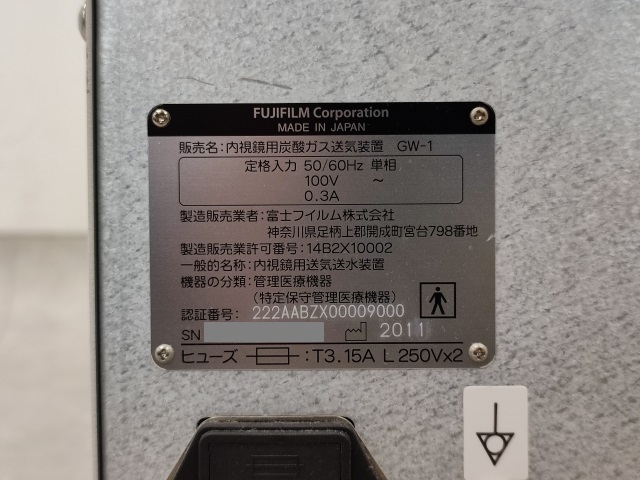 FUJIFILM Corporation
MADE IN JAPAN
販売名：内視鏡用炭酸ガス送気装置 GW-1
定格入力 50/60Hz 単相
100V ～
0.3A
製造販売業者：富士フイルム株式会社
神奈川県足柄上郡開成町宮台798番地
製造販売業許可番号：14B2X10002
一般的名称：内視鏡用送気送水装置
機器の分類：管理医療機器
（特定保守管理医療機器）
認証番号：222AABZX00009000
SN 2011
ヒューズ ：T3.15A L 250V×2